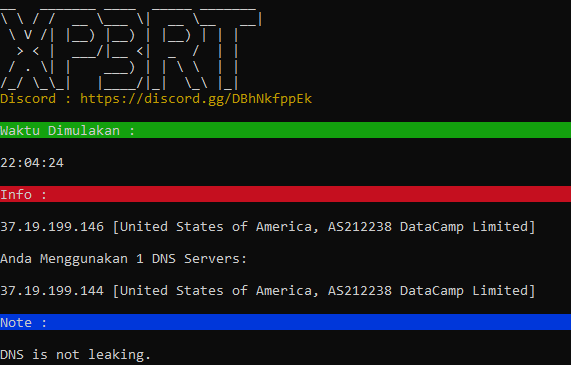 XP3RT
Discord : https://discord.gg/DBhNkfppEk
Waktu Dimulakan :
22:04:24
Info :
37.19.199.146 [United States of America, AS212238 DataCamp Limited]
Anda Menggunakan 1 DNS Servers:
37.19.199.144 [United States of America, AS212238 DataCamp Limited]
Note :
DNS is not leaking.